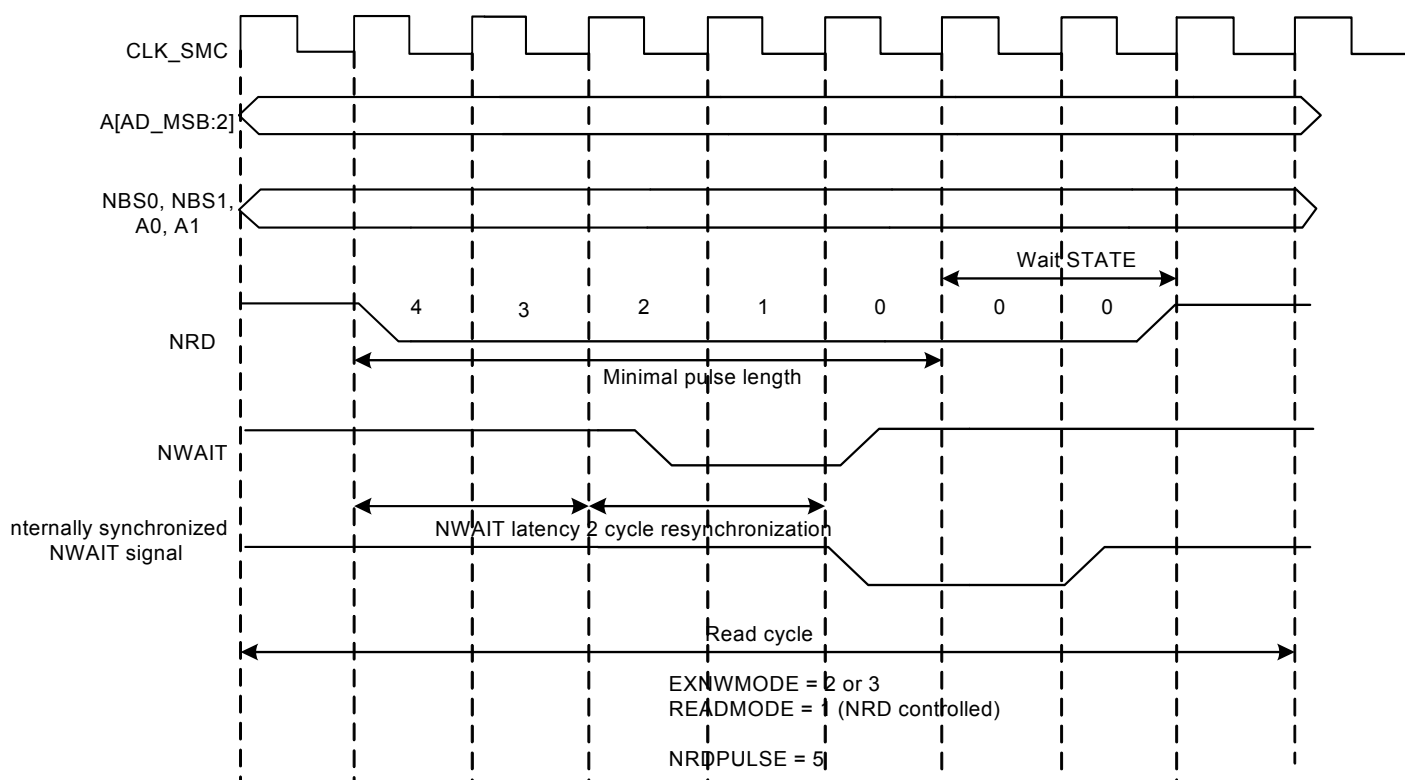 CLK_SMC
A[AD_MSB:2]
NBS0, NBS1,
A0, A1
Wait STATE
4 3 2 1 0 0 0
NRD
Minimal pulse length
NWAIT
NWAIT latency 2 cycle resynchronization
nternally synchronized
NWAIT signal
Read cycle
EXNWMODE = 2 or 3
READMODE = 1 (NRD controlled)
NRDPULSE = 5